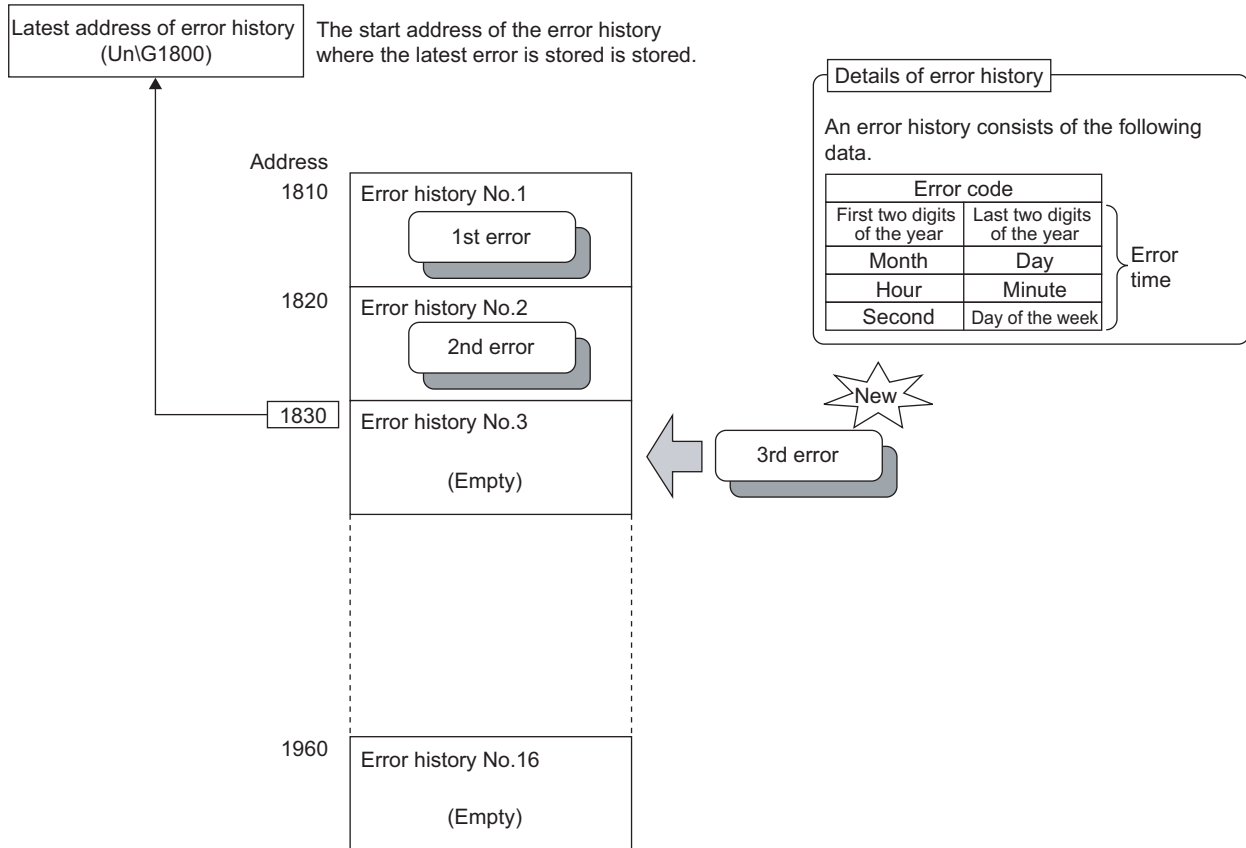 Latest address of error history
(Un\G1800)
The start address of the error history
where the latest error is stored is stored.
Details of error history
An error history consists of the following
data.
Error code
First two digits
of the year
Last two digits
of the year
Month
Day
Hour
Minute
Second
Day of the week
Error
time
Address
1810
Error history No.1
1st error
1820
Error history No.2
2nd error
1830
Error history No.3
(Empty)
New
3rd error
1960
Error history No.16
(Empty)